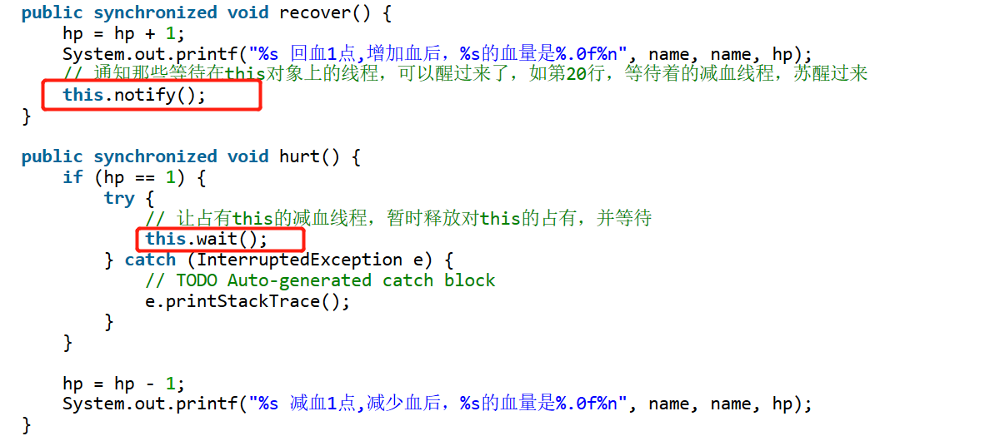 public synchronized void recover() {
    hp = hp + 1;
    System.out.printf("%s 回血1点,增加血后，%s的血量是%.0f%n", name, name, hp);
    // 通知那些等待在this对象上的线程，可以醒过来了，如第20行，等待着的减血线程，苏醒过来
    this.notify();
}
public synchronized void hurt() {
    if (hp == 1) {
        try {
            // 让占有this的减血线程，暂时释放对this的占有，并等待
            this.wait();
        } catch (InterruptedException e) {
            // TODO Auto-generated catch block
            e.printStackTrace();
        }
    }
    hp = hp - 1;
    System.out.printf("%s 减血1点,减少血后，%s的血量是%.0f%n", name, name, hp);
}